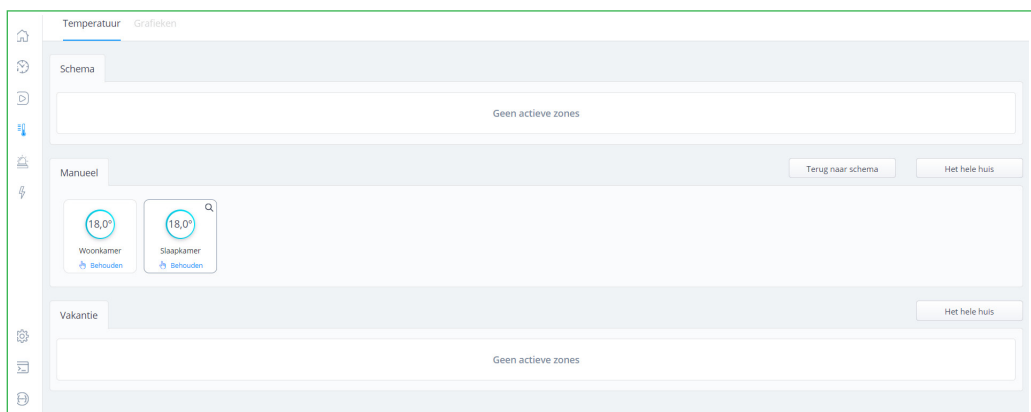 Temperatuur Grafieken
Schema
Geen actieve zones
Manueel Terug naar schema Het hele huis
18,0° 18,0°
Woonkamer Slaapkamer
Behouden Behouden
Vakantie Het hele huis
Geen actieve zones